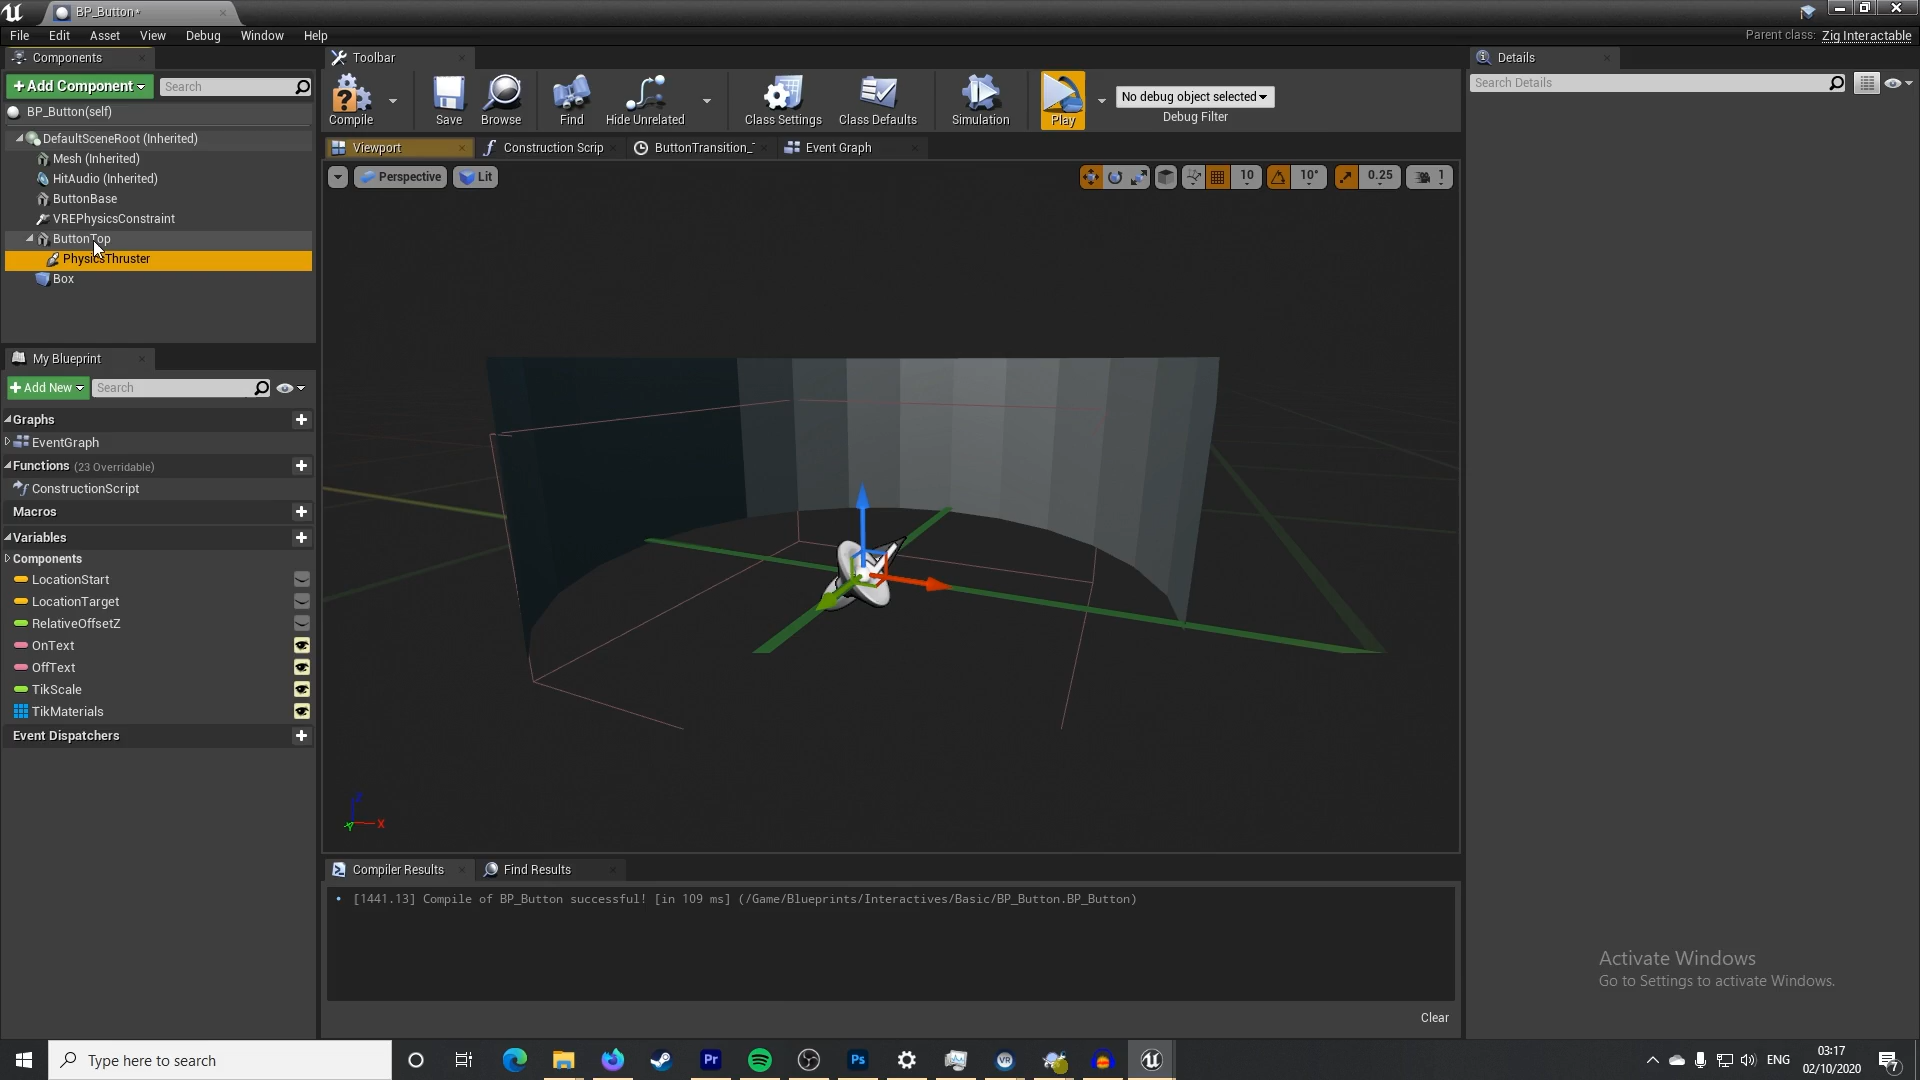 BP_Button*
File Edit Asset View Debug Window Help
Parent class: Zig Interactable
Components
Toolbar
Details
+ Add Component
Search
Compile
Save
Browse
Find
Hide Unrelated
Class Settings
Class Defaults
Simulation
Play
No debug object selected
Debug Filter
Search Details
BP_Button(self)
DefaultSceneRoot (Inherited)
Mesh (Inherited)
HitAudio (Inherited)
ButtonBase
VREPhysicsConstraint
ButtonTop
PhysicsThruster
Box
Viewport
Construction Scrip
ButtonTransition_
Event Graph
Perspective
Lit
10
10°
0.25
1
My Blueprint
+ Add New
Search
Graphs
EventGraph
Functions (23 Overridable)
ConstructionScript
Macros
Variables
Components
LocationStart
LocationTarget
RelativeOffsetZ
OnText
OffText
TikScale
TikMaterials
Event Dispatchers
Z
X
Y
Compiler Results
Find Results
[1441.13] Compile of BP_Button successful! [in 109 ms] (/Game/Blueprints/Interactives/Basic/BP_Button.BP_Button)
Clear
Activate Windows
Go to Settings to activate Windows.
Type here to search
Pr
Ps
VR
ENG
03:17
02/10/2020
7